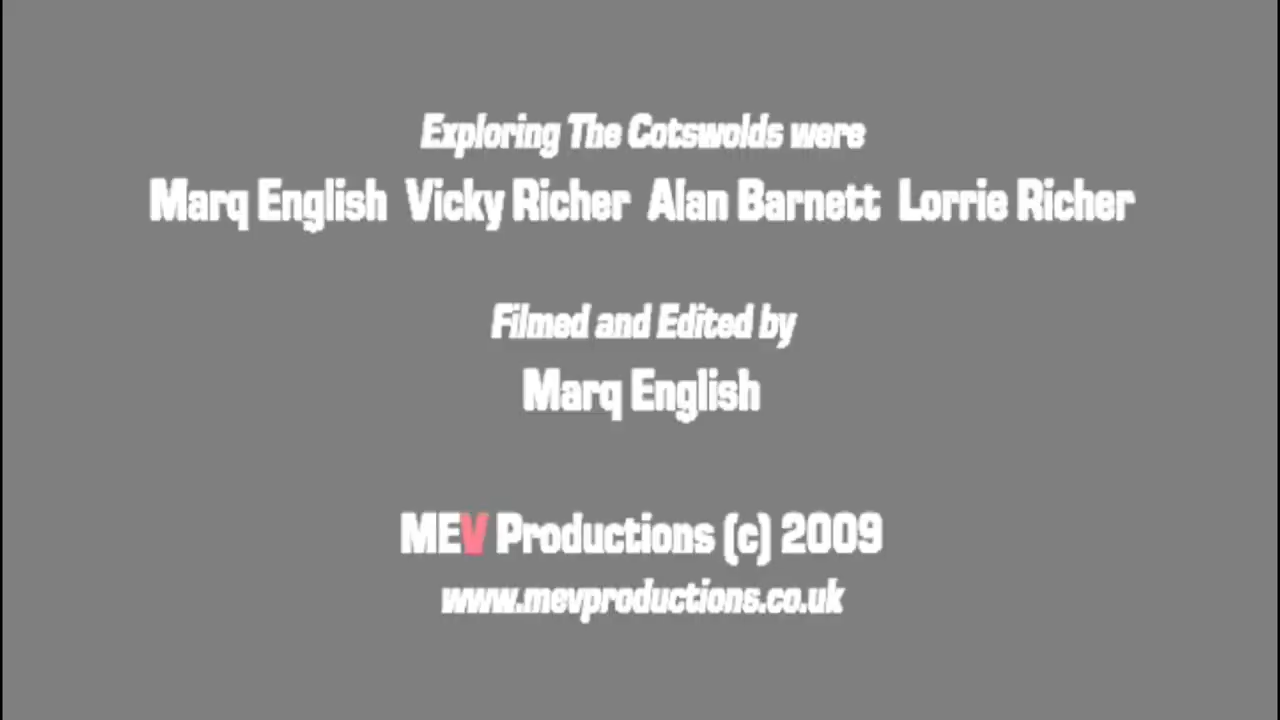 Exploring The Cotswolds were
Marq English Vicky Richer Alan Barnett Lorrie Richer
Filmed and Edited by
Marq English
MEV Productions (c) 2009
www.mevproductions.co.uk